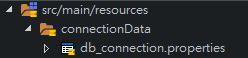 src/main/resources
connectionData
db_connection.properties